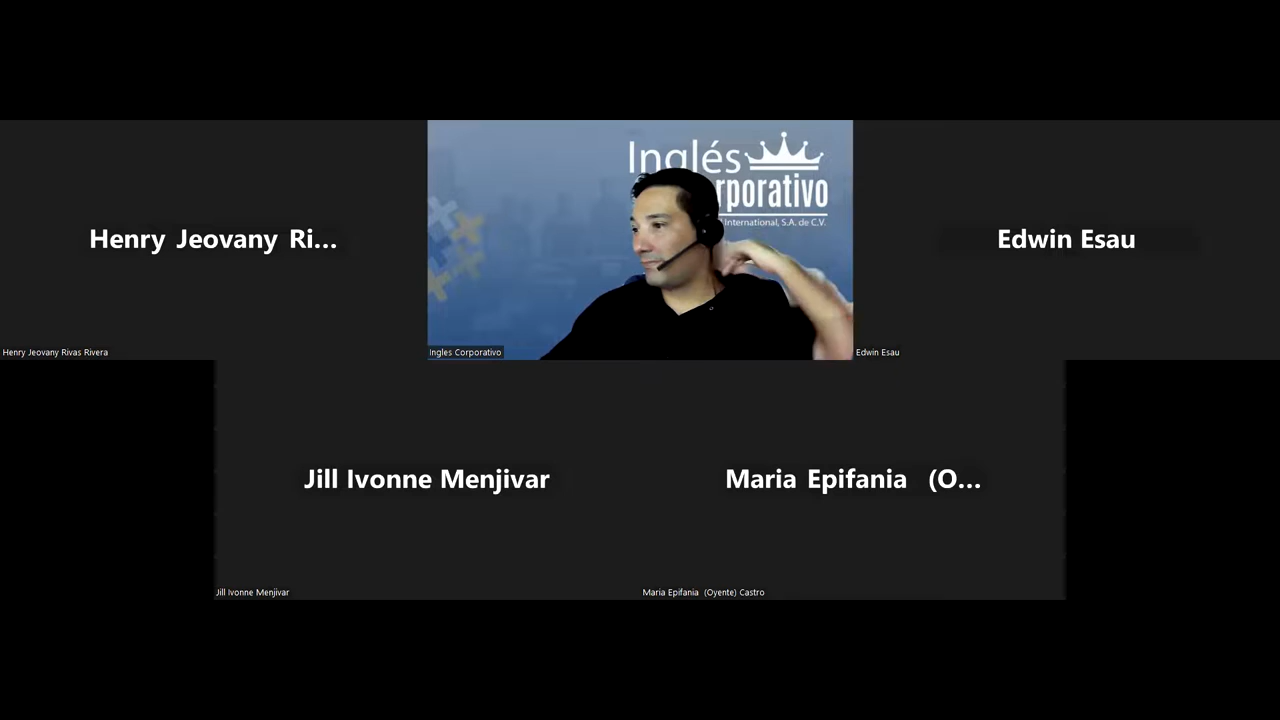 Henry Jeovany Ri...
Henry Jeovany Rivas Rivera
Inglés
rporativo
International, S.A. de C.V.
Ingles Corporativo
Edwin Esau
Edwin Esau
Jill Ivonne Menjivar
Jill Ivonne Menjivar
Maria Epifania (O...
Maria Epifania (Oyente) Castro